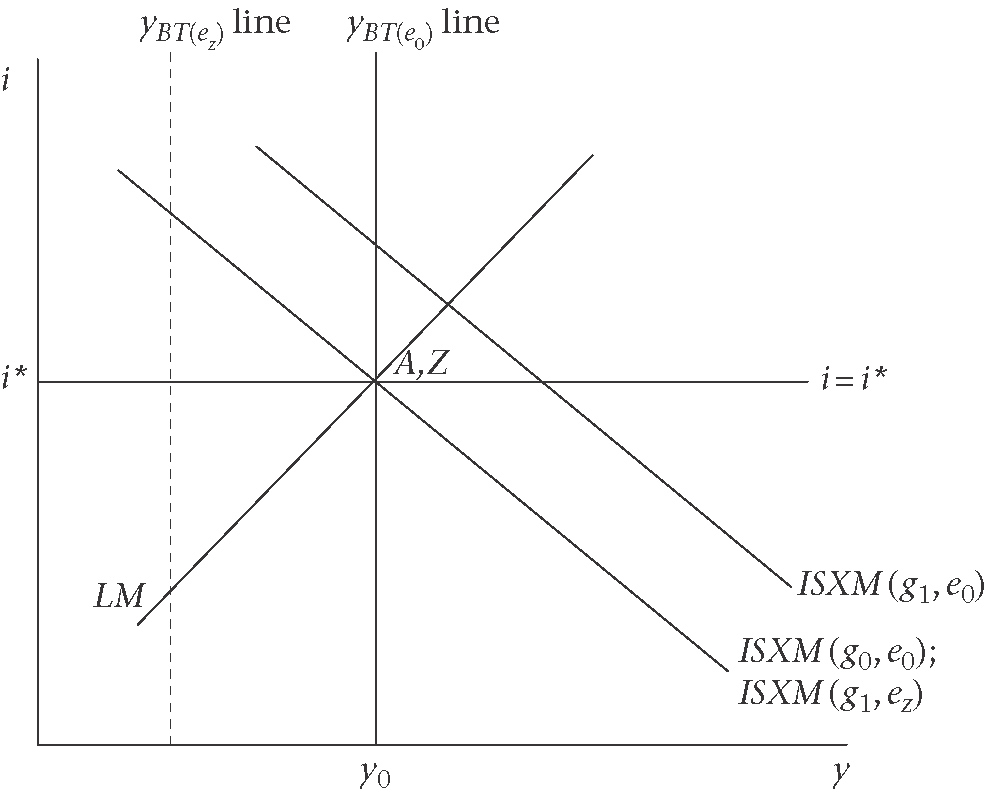 y_{BT(e_z)} line
y_{BT(e_0)} line
i
A,Z
i*
i = i*
LM
ISXM (g_1, e_0)
ISXM (g_0, e_0);
ISXM (g_1, e_z)
y_0
y